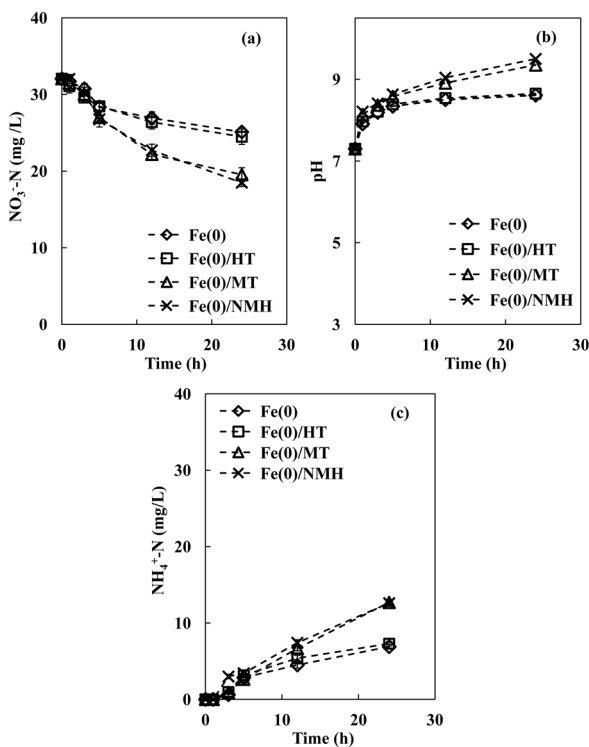 (a)
40
30
20
10
0
NO₃⁻-N (mg /L)
Fe(0)
Fe(0)/HT
Fe(0)/MT
Fe(0)/NMH
0 10 20 30
Time (h)
(b)
9
7
5
3
pH
Fe(0)
Fe(0)/HT
Fe(0)/MT
Fe(0)/NMH
0 10 20 30
Time (h)
(c)
40
30
20
10
0
NH₄⁺-N (mg/L)
Fe(0)
Fe(0)/HT
Fe(0)/MT
Fe(0)/NMH
0 10 20 30
Time (h)